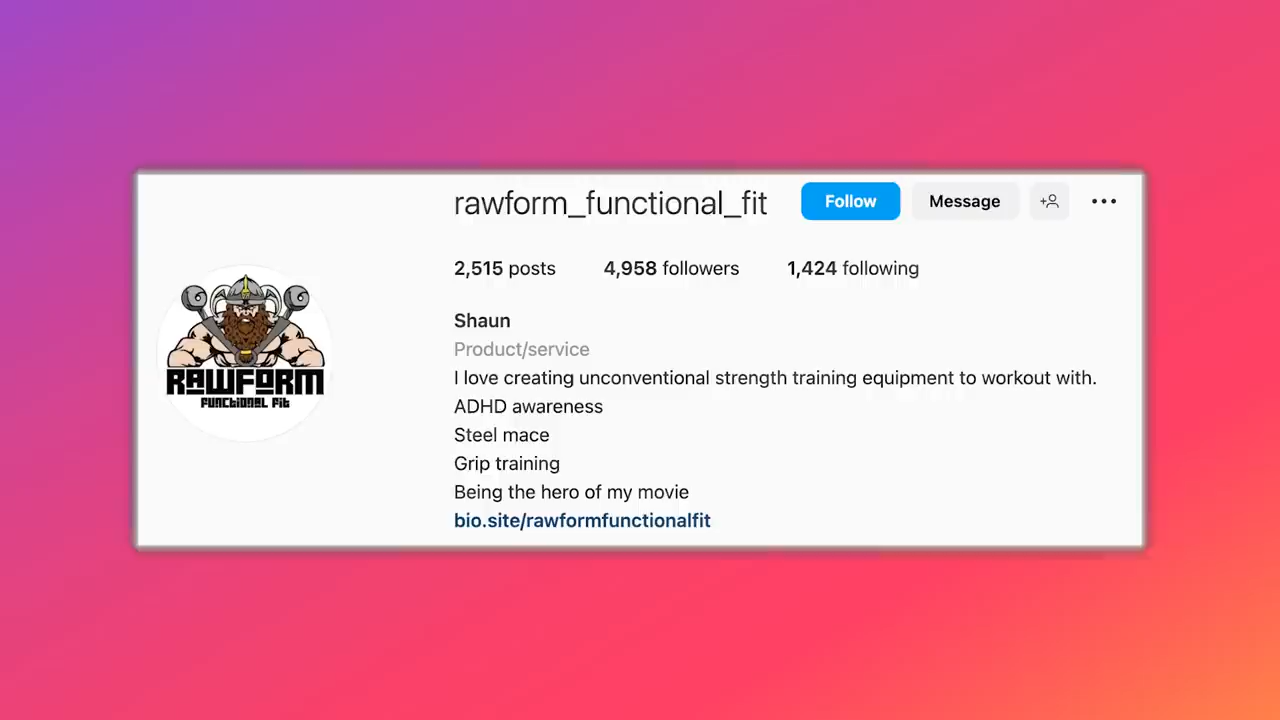 rawform_functional_fit Follow Message
2,515 posts 4,958 followers 1,424 following
Shaun
Product/service
I love creating unconventional strength training equipment to workout with.
ADHD awareness
Steel mace
Grip training
Being the hero of my movie
bio.site/rawformfunctionalfit
RAWFORM
FUNCTIONAL FIT